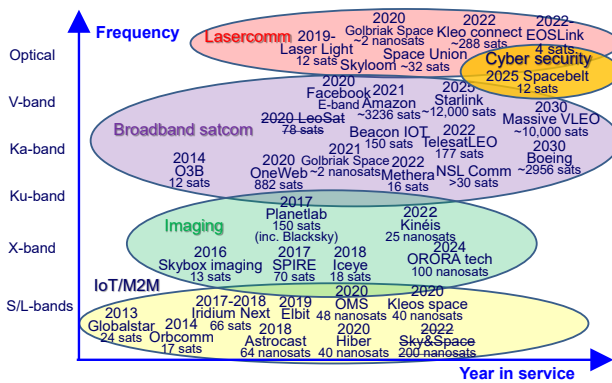 Frequency
Optical
V-band
Ka-band
Ku-band
X-band
S/L-bands
Year in service
Lasercomm
2019-
Laser Light
12 sats
2020
Golbriak Space
~2 nanosats
Skyloom
2022
Kleo connect
~288 sats
Space Union
~32 sats
2022-
EOSLink
4 sats
Cyber security
2025 Spacebelt
12 sats
Broadband satcom
2020
Facebook
E-band
2020 LeoSat
78 sats
2021
Amazon
~3236 sats
2025
Starlink
~12,000 sats
2030
Massive VLEO
~10,000 sats
Beacon IOT
150 sats
2022
TelesatLEO
177 sats
2014
O3B
12 sats
2020
OneWeb
882 sats
2021
Golbriak Space
~2 nanosats
2022
Methera
16 sats
NSL Comm
>30 sats
2030
Boeing
~2956 sats
Imaging
2017
Planetlab
150 sats
(inc. Blacksky)
2022
Kinéis
25 nanosats
2016
Skybox imaging
13 sats
2017
SPIRE
70 sats
2018
Iceye
18 sats
2024
ORORA tech
100 nanosats
IoT/M2M
2013
Globalstar
24 sats
2014
Orbcomm
17 sats
2017-2018
Iridium Next
66 sats
2019
Elbit
2020
OMS
48 nanosats
2020
Kleos space
40 nanosats
2018
Astrocast
64 nanosats
2020
Hiber
40 nanosats
2022
Sky&Space
200 nanosats